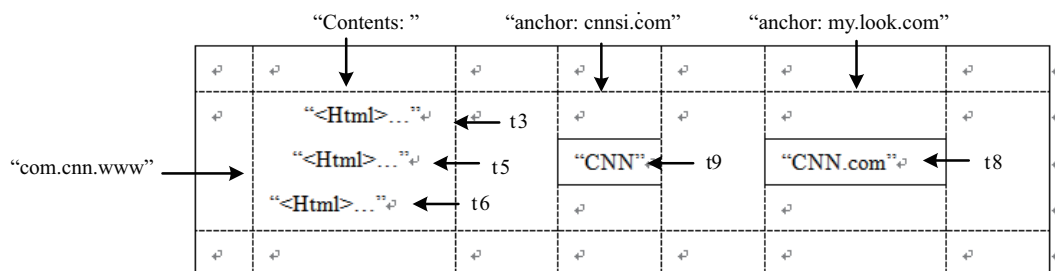 “Contents: ” “anchor: cnnsi.com” “anchor: my.look.com”
“<Html>…” t3
“com.cnn.www” “<Html>…” t5 “CNN” t9 “CNN.com” t8
“<Html>…” t6